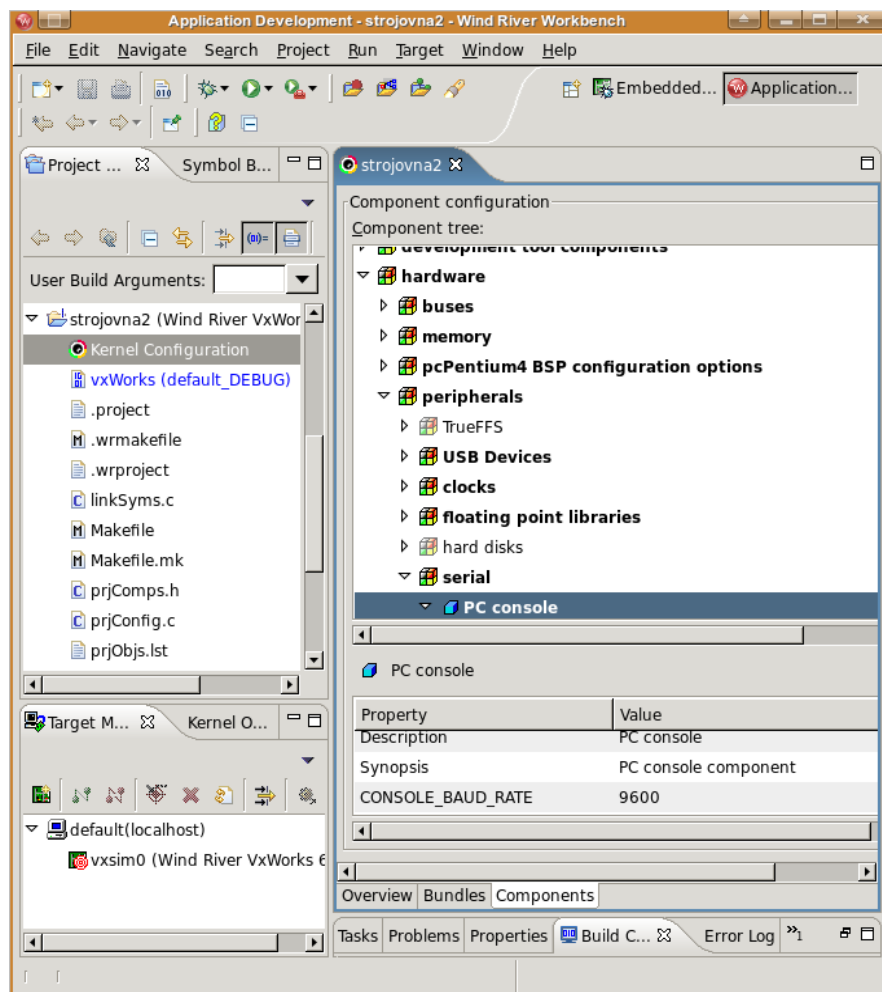 Application Development - strojovna2 - Wind River Workbench
File Edit Navigate Search Project Run Target Window Help
Embedded... Application...
Project ... Symbol B...
User Build Arguments:
strojovna2 (Wind River VxWor
Kernel Configuration
vxWorks (default_DEBUG)
.project
.wrmakefile
.wrproject
linkSyms.c
Makefile
Makefile.mk
prjComps.h
prjConfig.c
prjObjs.lst
Target M... Kernel O...
default(localhost)
vxsim0 (Wind River VxWorks 6
strojovna2
Component configuration
Component tree:
development tool components
hardware
buses
memory
pcPentium4 BSP configuration options
peripherals
TrueFFS
USB Devices
clocks
floating point libraries
hard disks
serial
PC console
PC console
Property Value
Description PC console
Synopsis PC console component
CONSOLE_BAUD_RATE 9600
Overview Bundles Components
Tasks Problems Properties Build C... Error Log »1